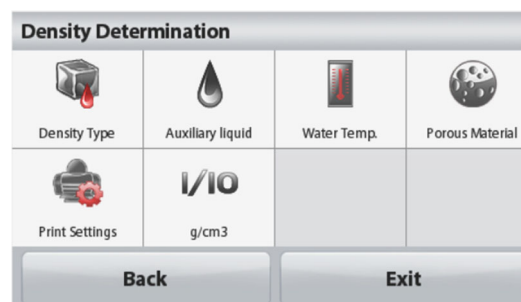 Density Determination
Density Type Auxiliary liquid Water Temp. Porous Material
I/IO
Print Settings g/cm3
Back Exit